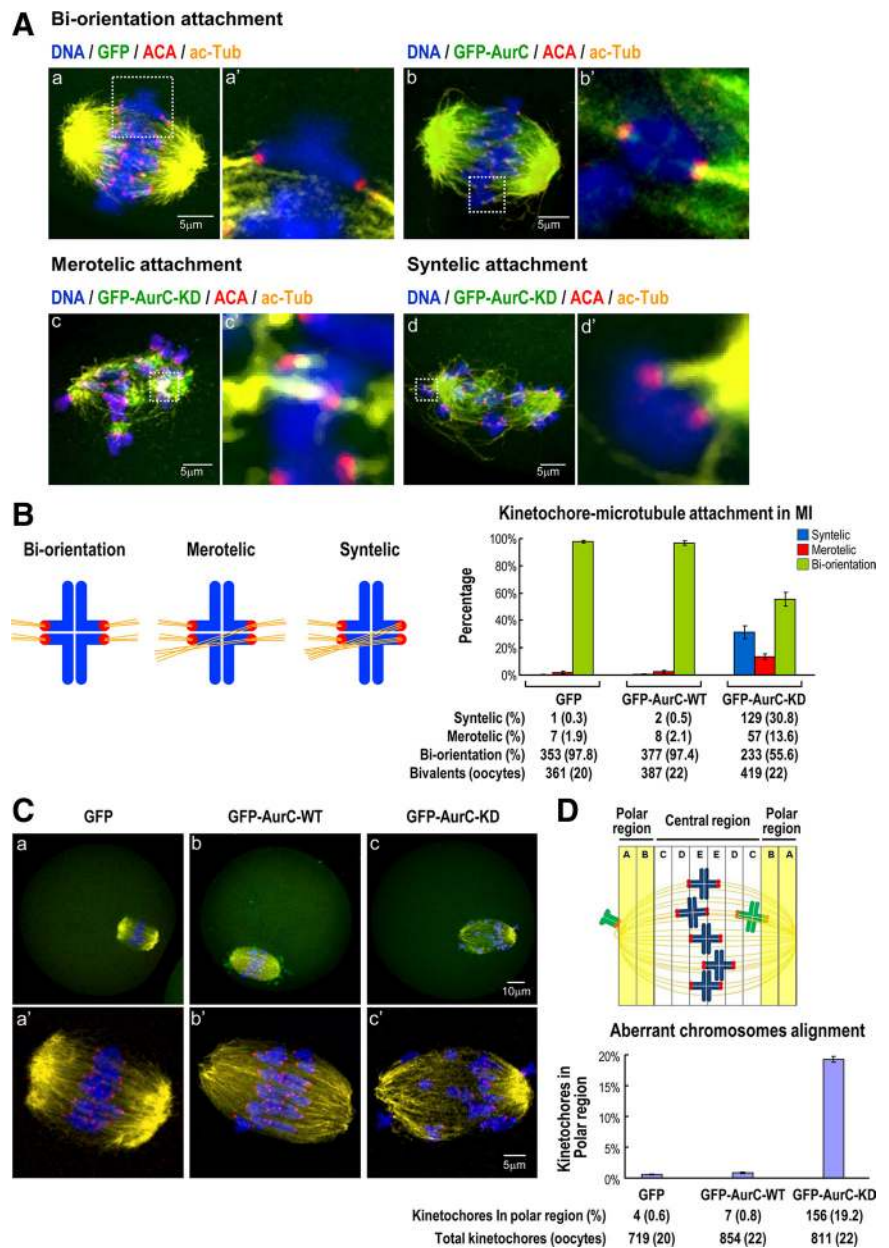 A
Bi-orientation attachment
DNA / GFP / ACA / ac-Tub
DNA / GFP-AurC / ACA / ac-Tub
a
a'
b
b'
5μm
5μm
Merotelic attachment
Syntelic attachment
DNA / GFP-AurC-KD / ACA / ac-Tub
DNA / GFP-AurC-KD / ACA / ac-Tub
c
c'
d
d'
5μm
5μm
B
Bi-orientation
Merotelic
Syntelic
Kinetochore-microtubule attachment in MI
Syntelic
Merotelic
Bi-orientation
Percentage
100%
80%
60%
40%
20%
0%
GFP
GFP-AurC-WT
GFP-AurC-KD
Syntelic (%) 1 (0.3) 2 (0.5) 129 (30.8)
Merotelic (%) 7 (1.9) 8 (2.1) 57 (13.6)
Bi-orientation (%) 353 (97.8) 377 (97.4) 233 (55.6)
Bivalents (oocytes) 361 (20) 387 (22) 419 (22)
C
GFP
GFP-AurC-WT
GFP-AurC-KD
a
b
c
10μm
a'
b'
c'
5μm
D
Polar region
Central region
Polar region
A B C D E E D C B A
Aberrant chromosomes alignment
Kinetochores in Polar region
20%
15%
10%
5%
0%
GFP
GFP-AurC-WT
GFP-AurC-KD
Kinetochores In polar region (%) 4 (0.6) 7 (0.8) 156 (19.2)
Total kinetochores (oocytes) 719 (20) 854 (22) 811 (22)